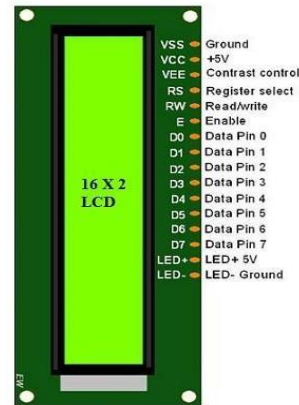 VSS Ground
VCC +5V
VEE Contrast control
RS Register select
RW Read/write
E Enable
D0 Data Pin 0
D1 Data Pin 1
D2 Data Pin 2
D3 Data Pin 3
D4 Data Pin 4
D5 Data Pin 5
D6 Data Pin 6
D7 Data Pin 7
LED+ LED+ 5V
LED- LED- Ground
16 X 2
LCD
EW